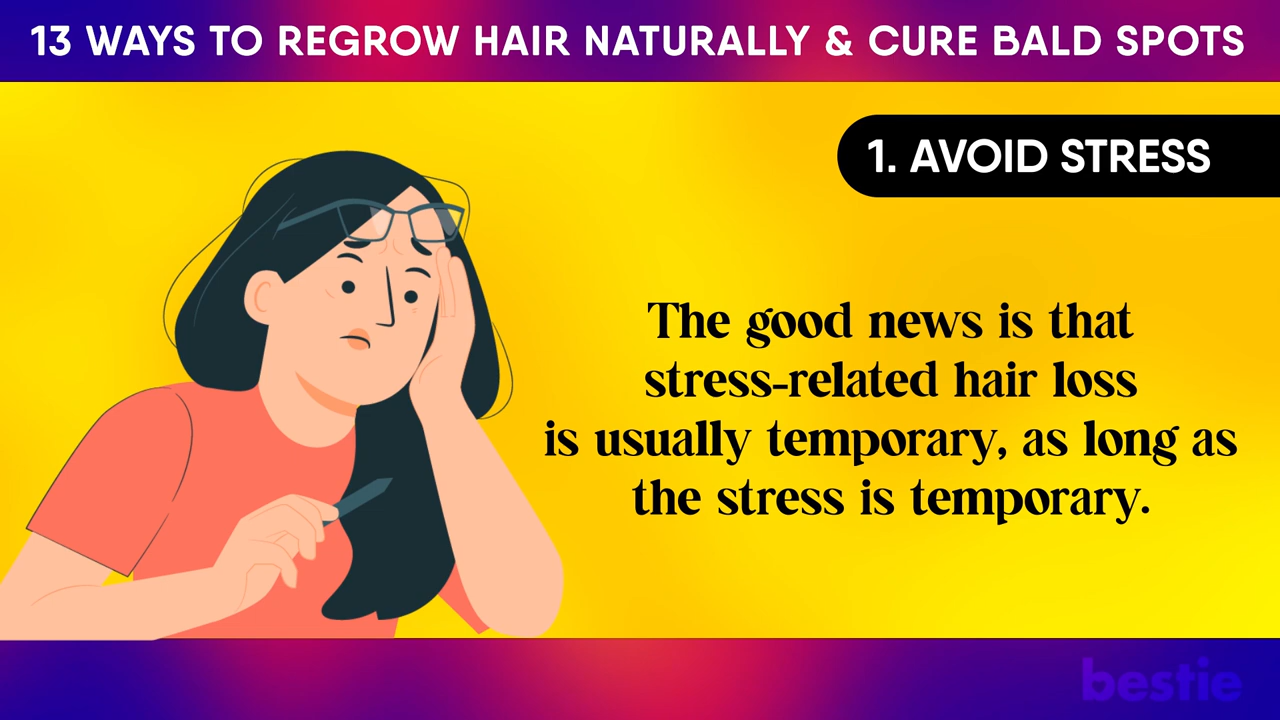 13 WAYS TO REGROW HAIR NATURALLY & CURE BALD SPOTS
1. AVOID STRESS
The good news is that
stress-related hair loss
is usually temporary, as long as
the stress is temporary.
bestie